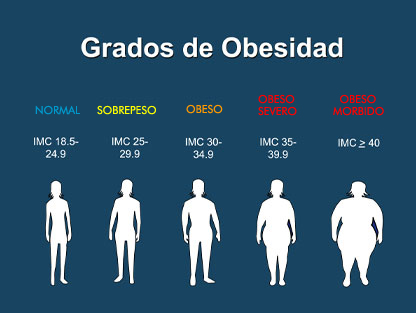 Grados de Obesidad
NORMAL
SOBREPESO
OBESO
OBESO
SEVERO
OBESO
MORBIDO
IMC 18.5-
24.9
IMC 25-
29.9
IMC 30-
34.9
IMC 35-
39.9
IMC ≥ 40